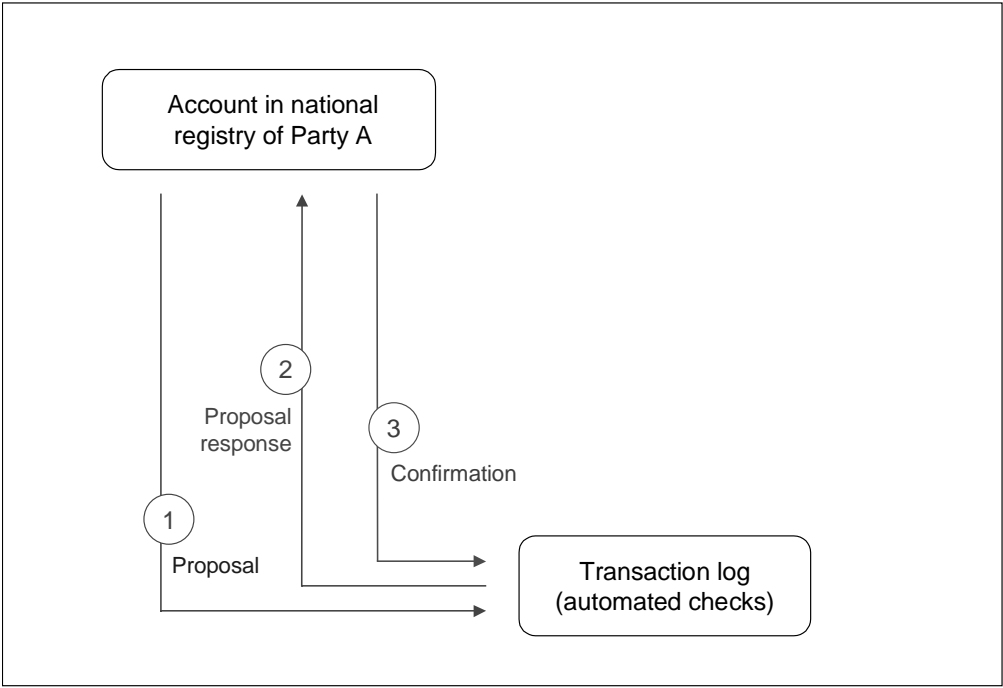 Account in national
registry of Party A
2
Proposal
response
3
Confirmation
1
Proposal
Transaction log
(automated checks)